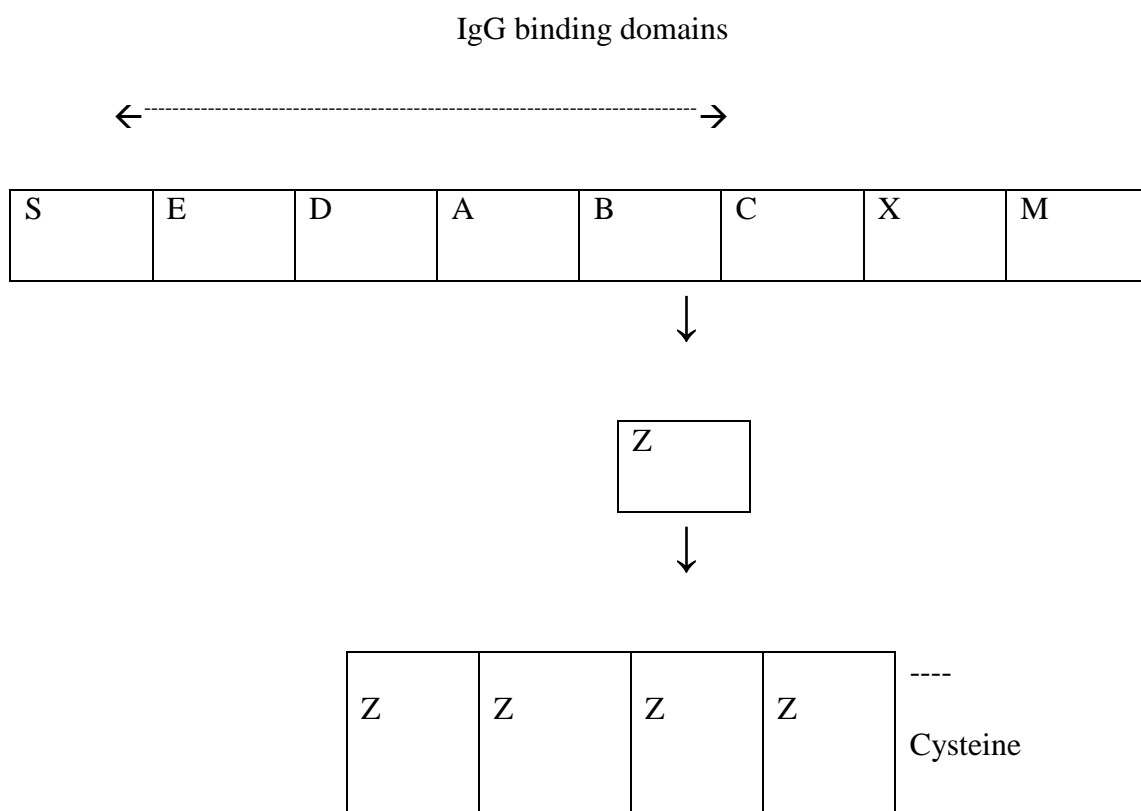 IgG binding domains
S E D A B C X M
Z
Z Z Z Z
----
Cysteine